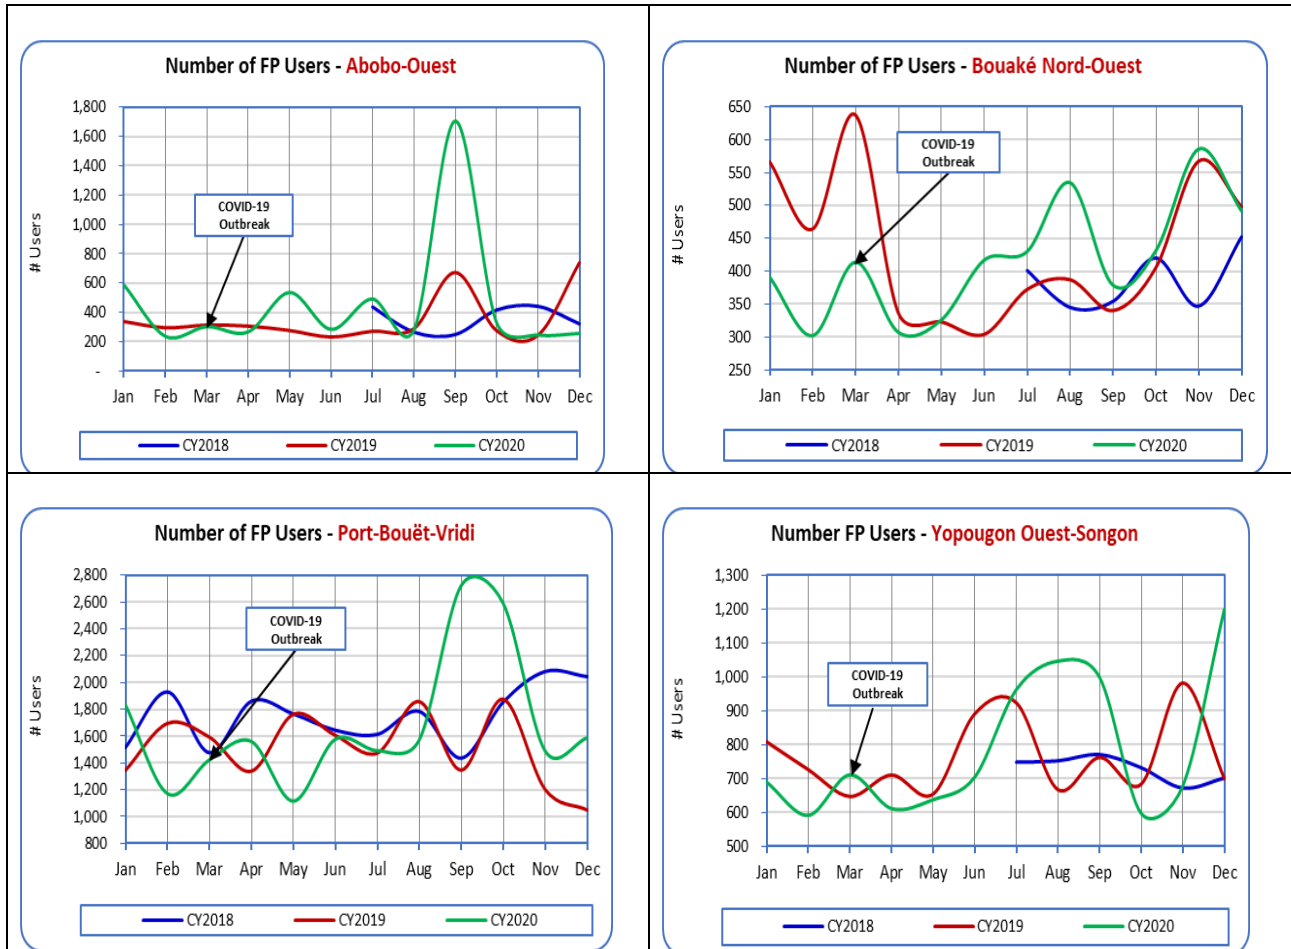 Number of FP Users - Abobo-Ouest
1,800
1,600
1,400
1,200
1,000
800
600
400
200
-
# Users
COVID-19
Outbreak
Jan Feb Mar Apr May Jun Jul Aug Sep Oct Nov Dec
CY2018 CY2019 CY2020
Number of FP Users - Bouaké Nord-Ouest
650
600
550
500
450
400
350
300
250
# Users
COVID-19
Outbreak
Jan Feb Mar Apr May Jun Jul Aug Sep Oct Nov Dec
CY2018 CY2019 CY2020
Number of FP Users - Port-Bouët-Vridi
2,800
2,600
2,400
2,200
2,000
1,800
1,600
1,400
1,200
1,000
800
# Users
COVID-19
Outbreak
Jan Feb Mar Apr May Jun Jul Aug Sep Oct Nov Dec
CY2018 CY2019 CY2020
Number FP Users - Yopougon Ouest-Songon
1,300
1,200
1,100
1,000
900
800
700
600
500
# Users
COVID-19
Outbreak
Jan Feb Mar Apr May Jun Jul Aug Sep Oct Nov Dec
CY2018 CY2019 CY2020